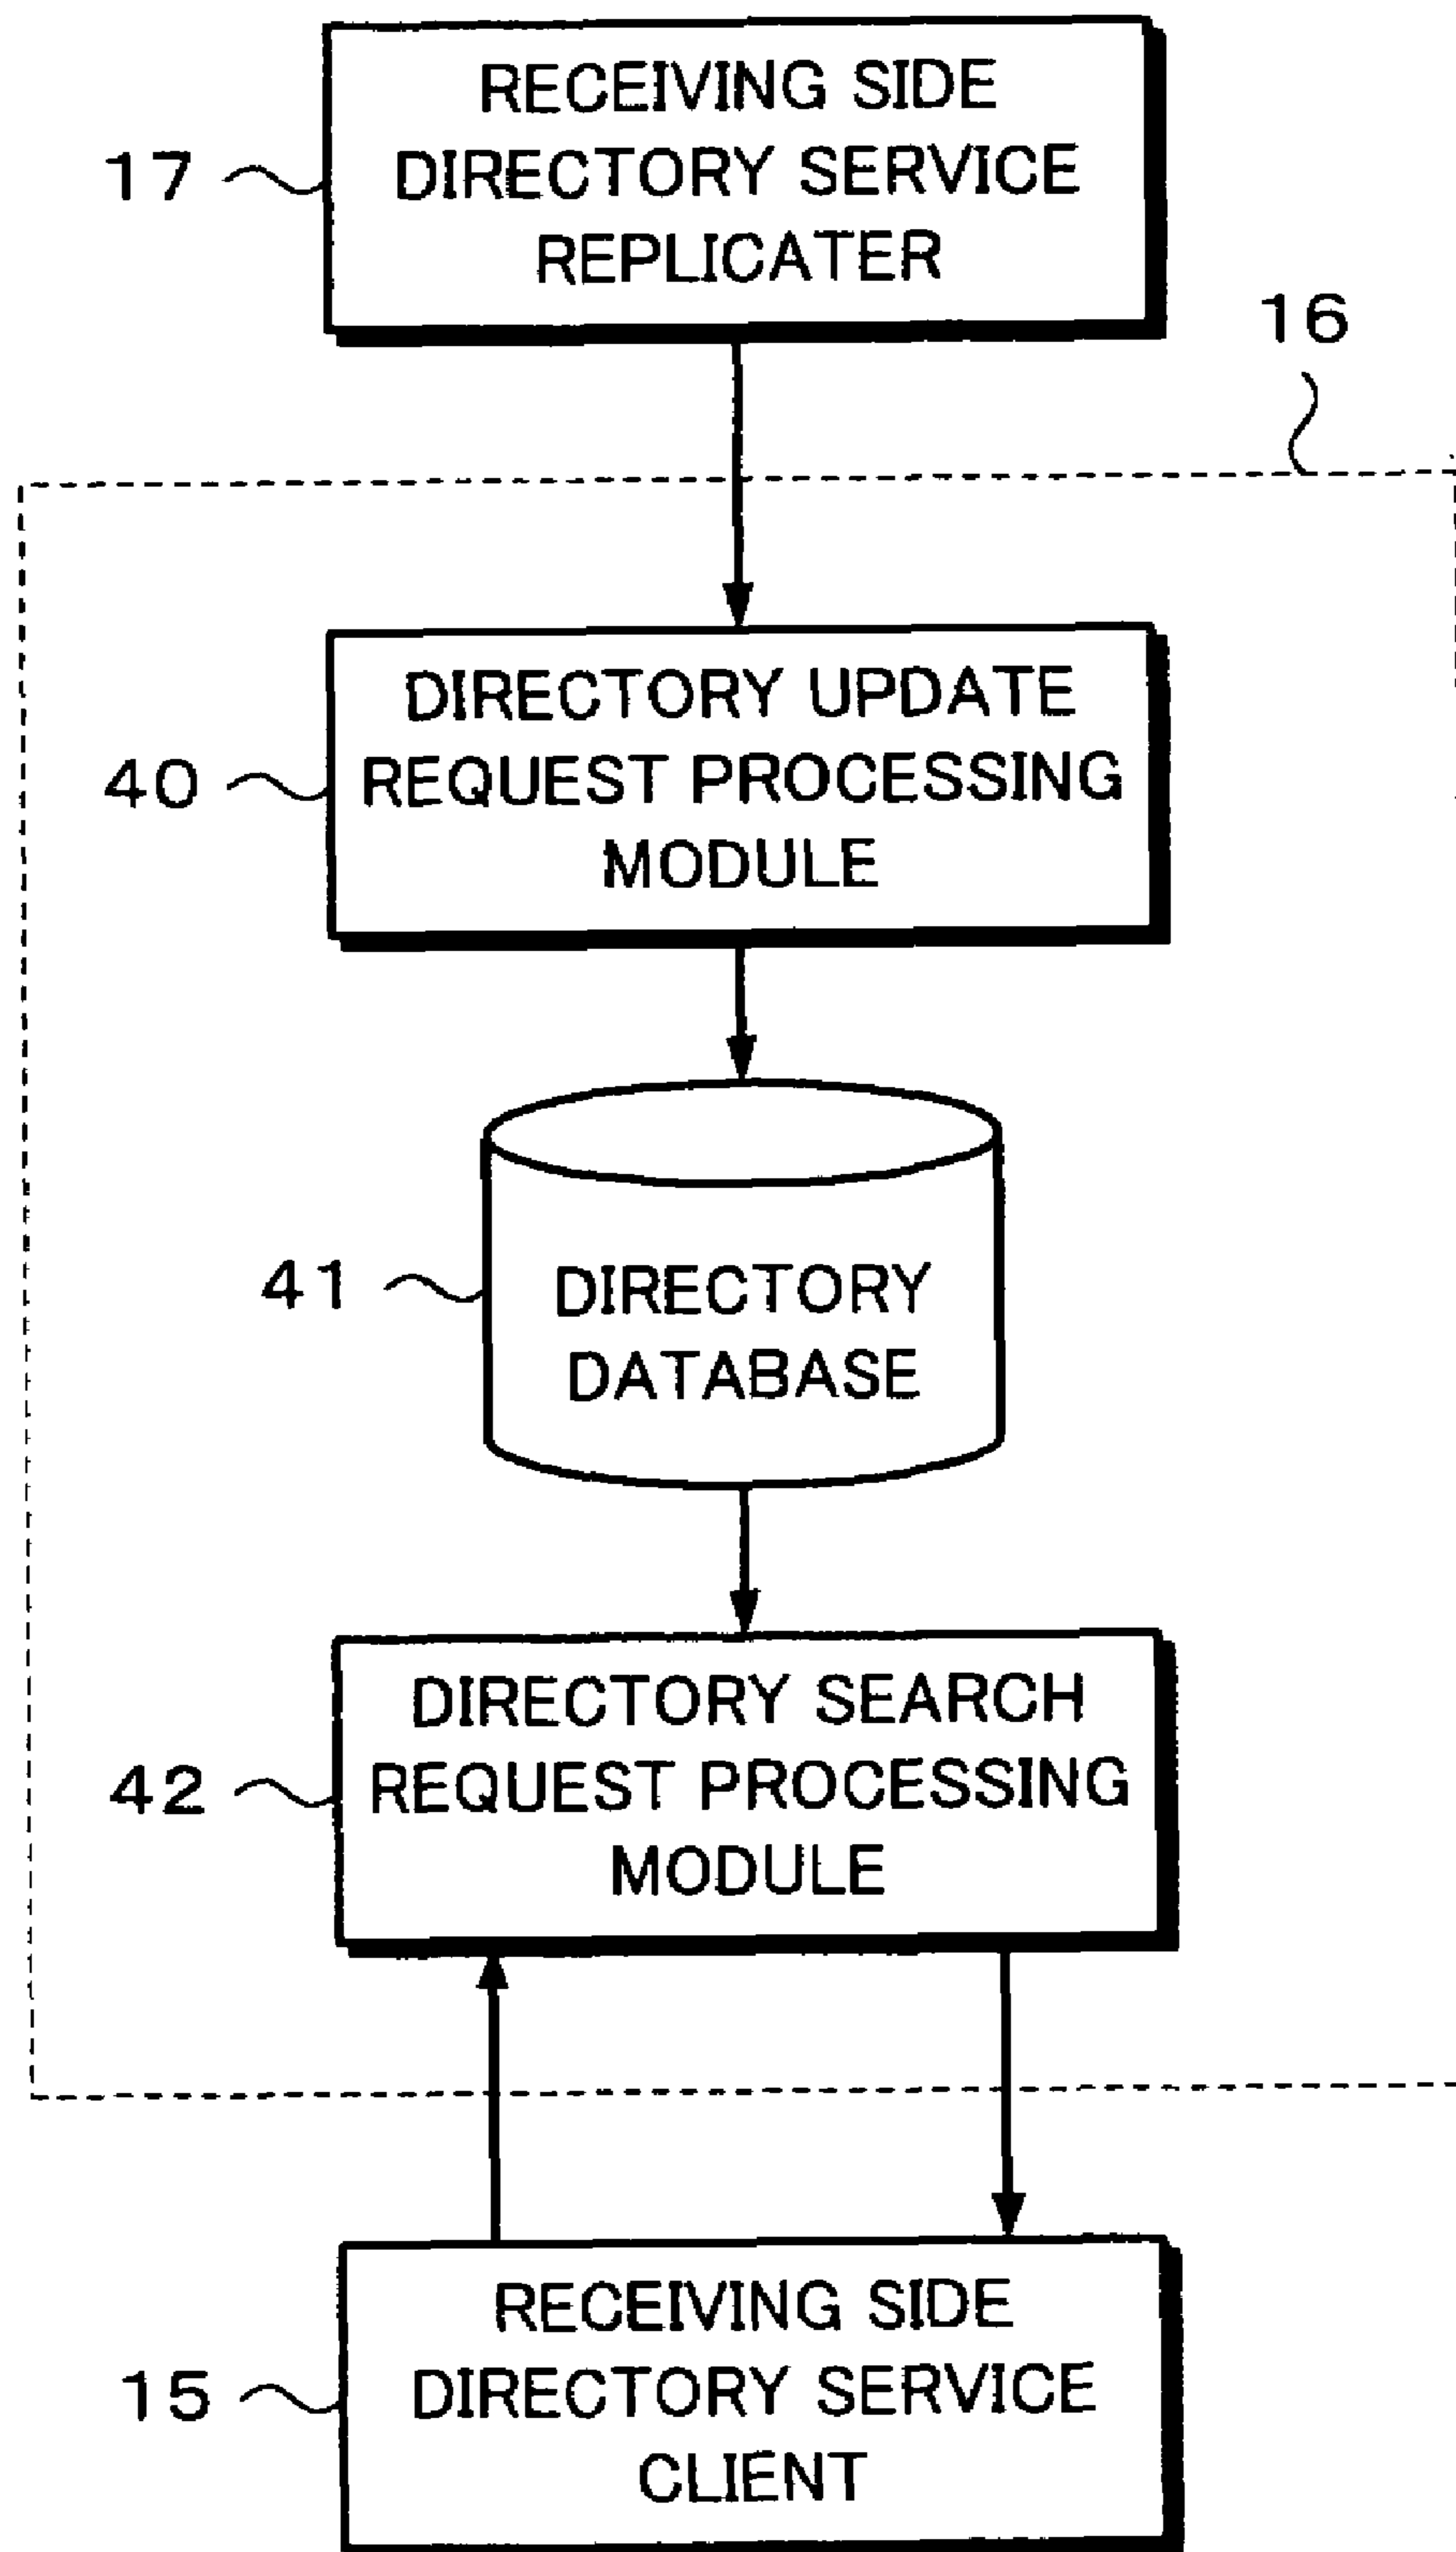 RECEIVING SIDE
DIRECTORY SERVICE
REPLICATER
17
16
DIRECTORY UPDATE
REQUEST PROCESSING
MODULE
40
41
DIRECTORY
DATABASE
DIRECTORY SEARCH
REQUEST PROCESSING
MODULE
42
RECEIVING SIDE
DIRECTORY SERVICE
CLIENT
15